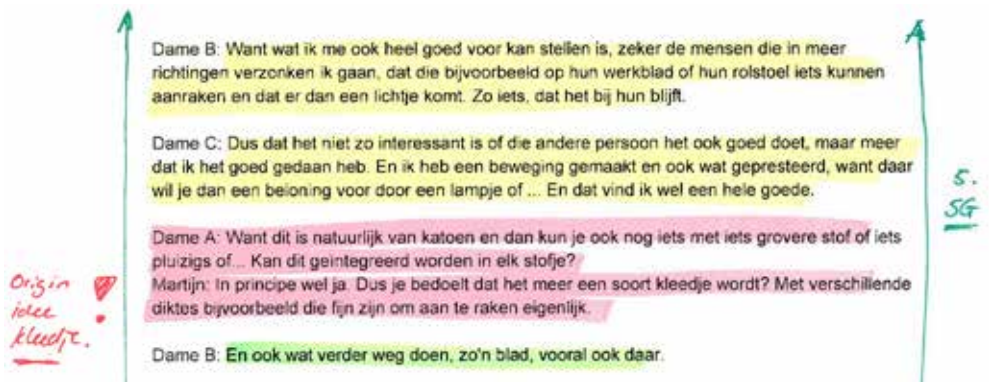 Dame B: Want wat ik me ook heel goed voor kan stellen is, zeker de mensen die in meer
richtingen verzonken ik gaan, dat die bijvoorbeeld op hun werkblad of hun rolstoel iets kunnen
aanraken en dat er dan een lichtje komt. Zo iets, dat het bij hun blijft.
Dame C: Dus dat het niet zo interessant is of die andere persoon het ook goed doet, maar meer
dat ik het goed gedaan heb. En ik heb een beweging gemaakt en ook wat gepresteerd, want daar
wil je dan een beloning voor door een lampje of ... En dat vind ik wel een hele goede.
5.
SG
Dame A: Want dit is natuurlijk van katoen en dan kun je ook nog iets met iets grovere stof of iets
pluizigs of... Kan dit geintegreerd worden in elk stofje?
Martijn: In principe wel ja. Dus je bedoelt dat het meer een soort kleedje wordt? Met verschillende
diktes bijvoorbeeld die fijn zijn om aan te raken eigenlijk.
Origin
idee
kleedje.
Dame B: En ook wat verder weg doen, zo'n blad, vooral ook daar.